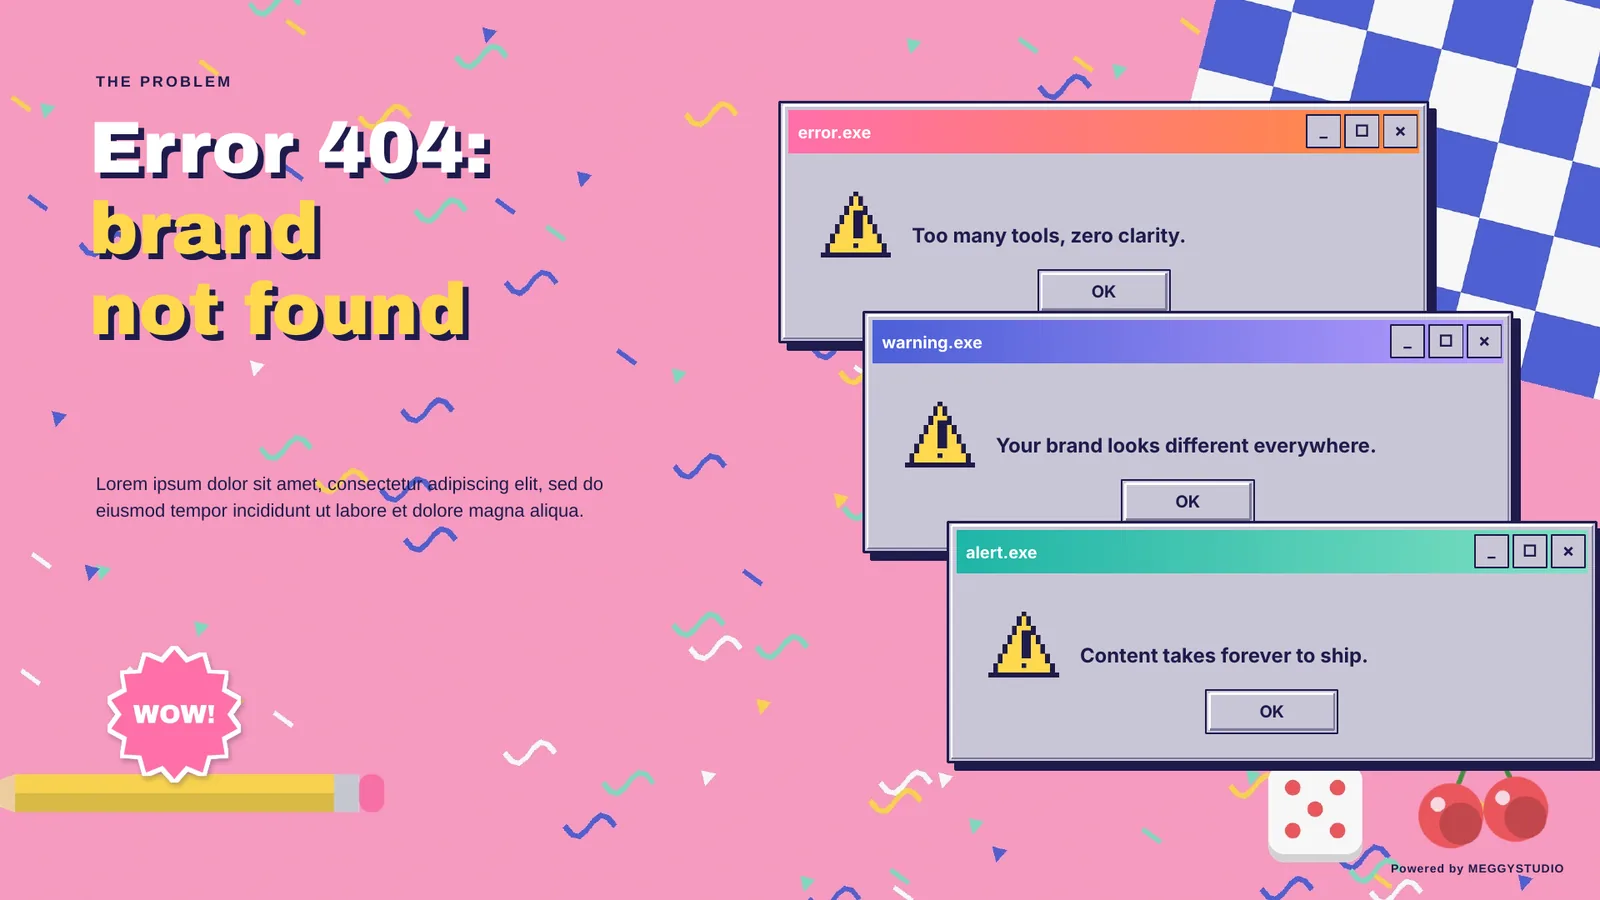 THE PROBLEM
Error 404:
brand
not found
Lorem ipsum dolor sit amet, consectetur adipiscing elit, sed do
eiusmod tempor incididunt ut labore et dolore magna aliqua.
WOW!
error.exe
Too many tools, zero clarity.
OK
warning.exe
Your brand looks different everywhere.
OK
alert.exe
Content takes forever to ship.
OK
Powered by MEGGYSTUDIO